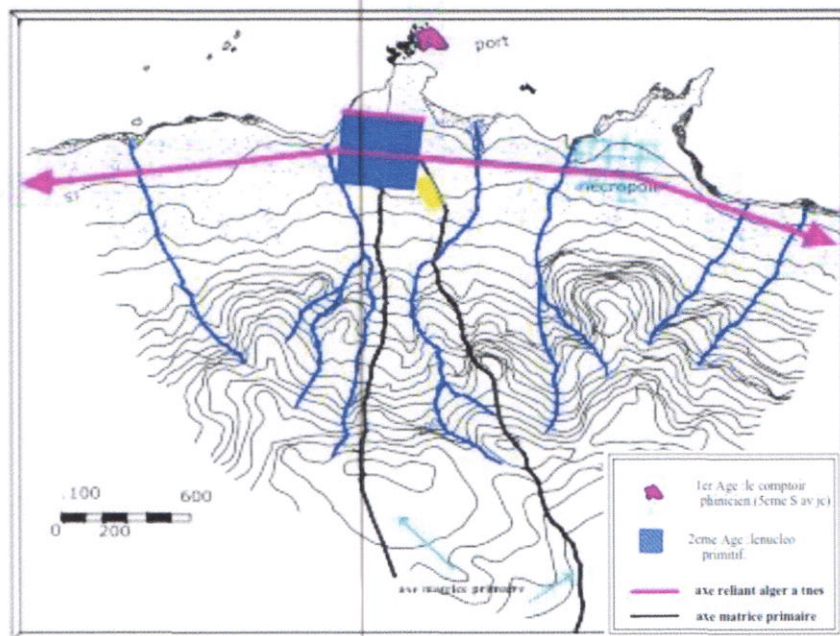 port
necropole
.100 600
0 200
axe matrice primaire
1er Age :le comptoir
phinicien (5eme S av jc)
2eme Age :lenucleo
primitif.
axe reliant alger a tnes
axe matrice primaire